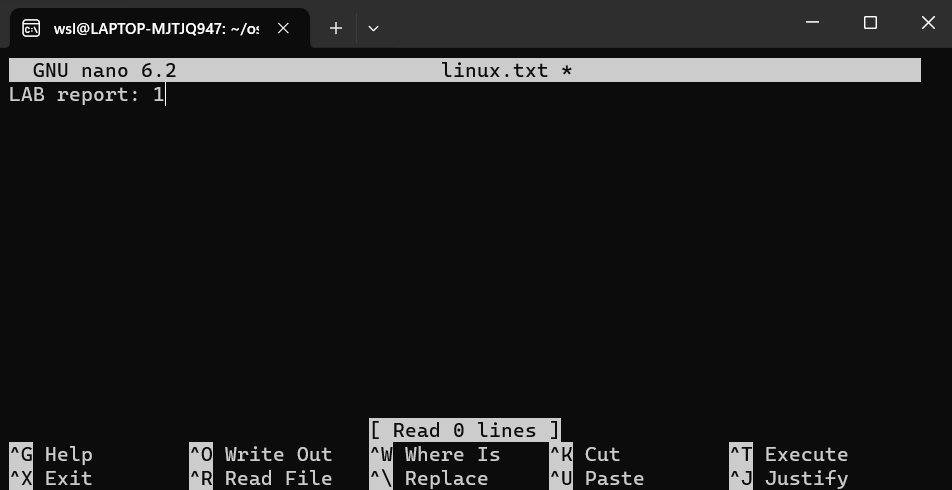 wsl@LAPTOP-MJTJQ947: ~/os
GNU nano 6.2 linux.txt *
LAB report: 1
[ Read 0 lines ]
^G Help ^O Write Out ^W Where Is ^K Cut ^T Execute
^X Exit ^R Read File ^\ Replace ^U Paste ^J Justify